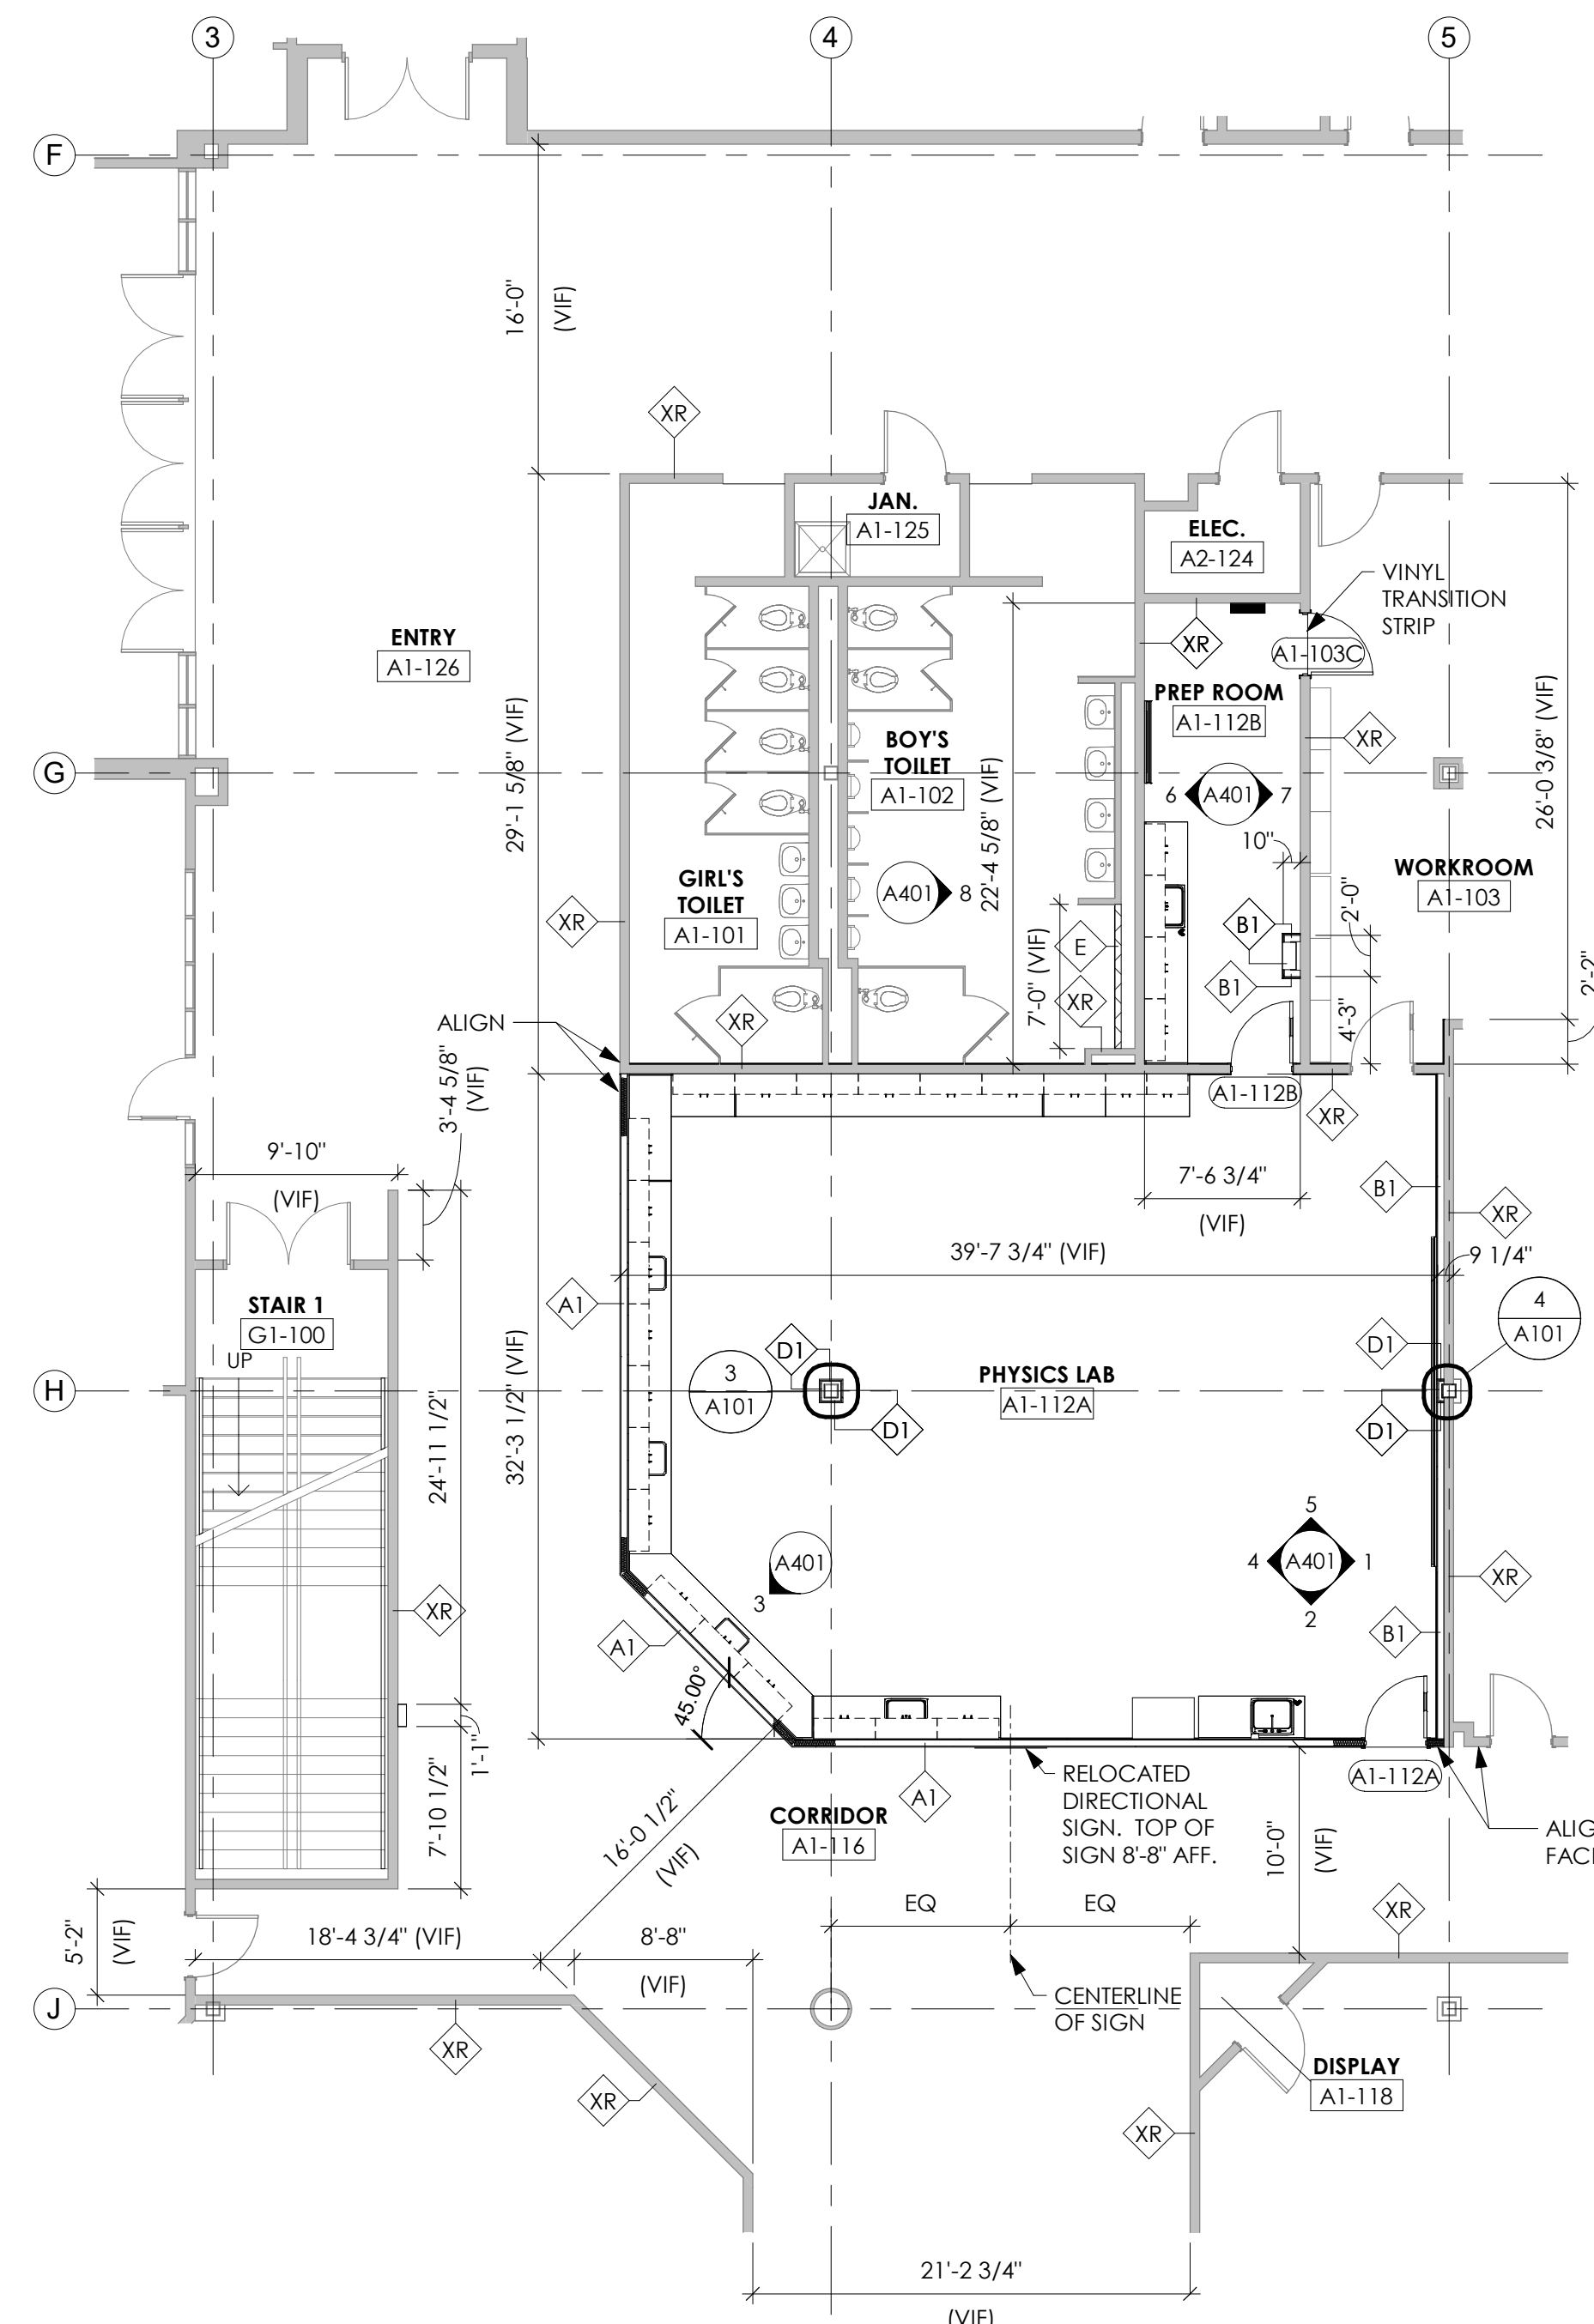 3
4
5
F
16'-0"
(VIF)
XR
JAN.
A1-125
ELEC.
A2-124
VINYL
TRANSITION
STRIP
ENTRY
A1-126
XR
A1-103C
PREP ROOM
A1-112B
XR
29'-1 5/8" (VIF)
BOY'S
TOILET
A1-102
22'-4 5/8" (VIF)
26'-0 3/8" (VIF)
G
6
A401
7
10"
WORKROOM
A1-103
GIRL'S
TOILET
A1-101
A401
8
XR
E
XR
7'-0" (VIF)
B1
B1
2'-0"
4'-3"
2'-2"
ALIGN
XR
3'-4 5/8"
(VIF)
A1-112B
XR
9'-10"
(VIF)
7'-6 3/4"
(VIF)
B1
XR
39'-7 3/4" (VIF)
9 1/4"
A1
STAIR 1
G1-100
UP
4
A101
D1
D1
3
A101
PHYSICS LAB
A1-112A
H
D1
D1
24'-11 1/2"
32'-3 1/2" (VIF)
5
4
A401
1
2
A401
3
XR
XR
A1
B1
45.00°
1'-1"
7'-10 1/2"
A1
RELOCATED
DIRECTIONAL
SIGN. TOP OF
SIGN 8'-8" AFF.
A1-112A
CORRIDOR
A1-116
16'-0 1/2"
(VIF)
10'-0"
(VIF)
ALIG
FAC
EQ
EQ
XR
5'-2"
(VIF)
18'-4 3/4" (VIF)
8'-8"
(VIF)
CENTERLINE
OF SIGN
J
XR
XR
DISPLAY
A1-118
XR
21'-2 3/4"
(VIF)